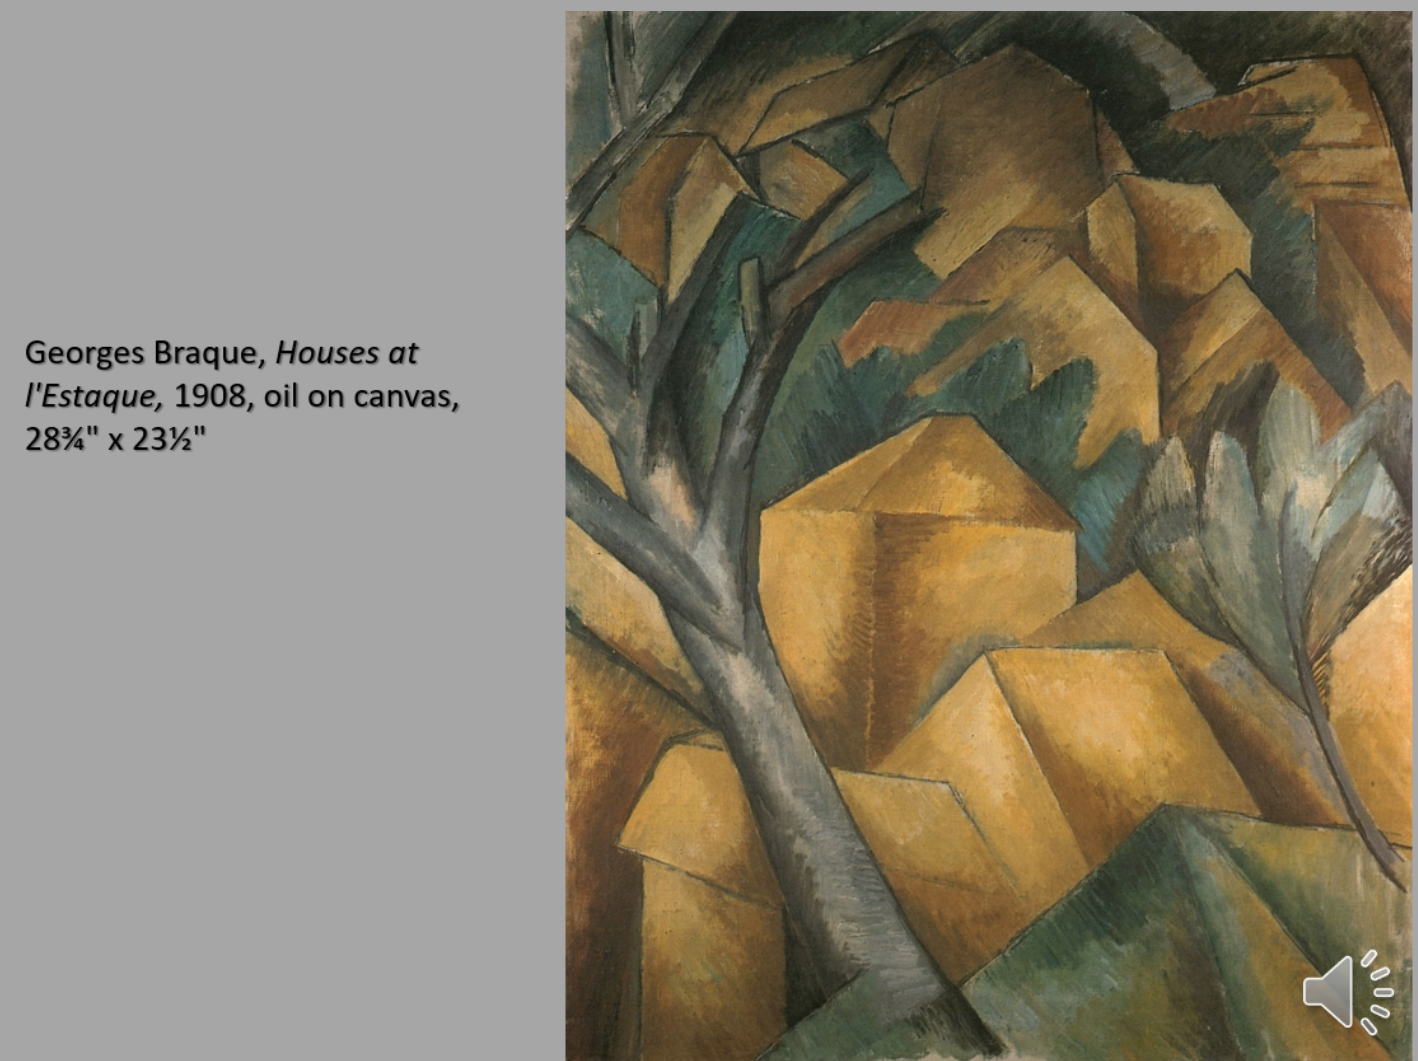 Georges Braque, Houses at
l'Estaque, 1908, oil on canvas,
28¾" x 23½"